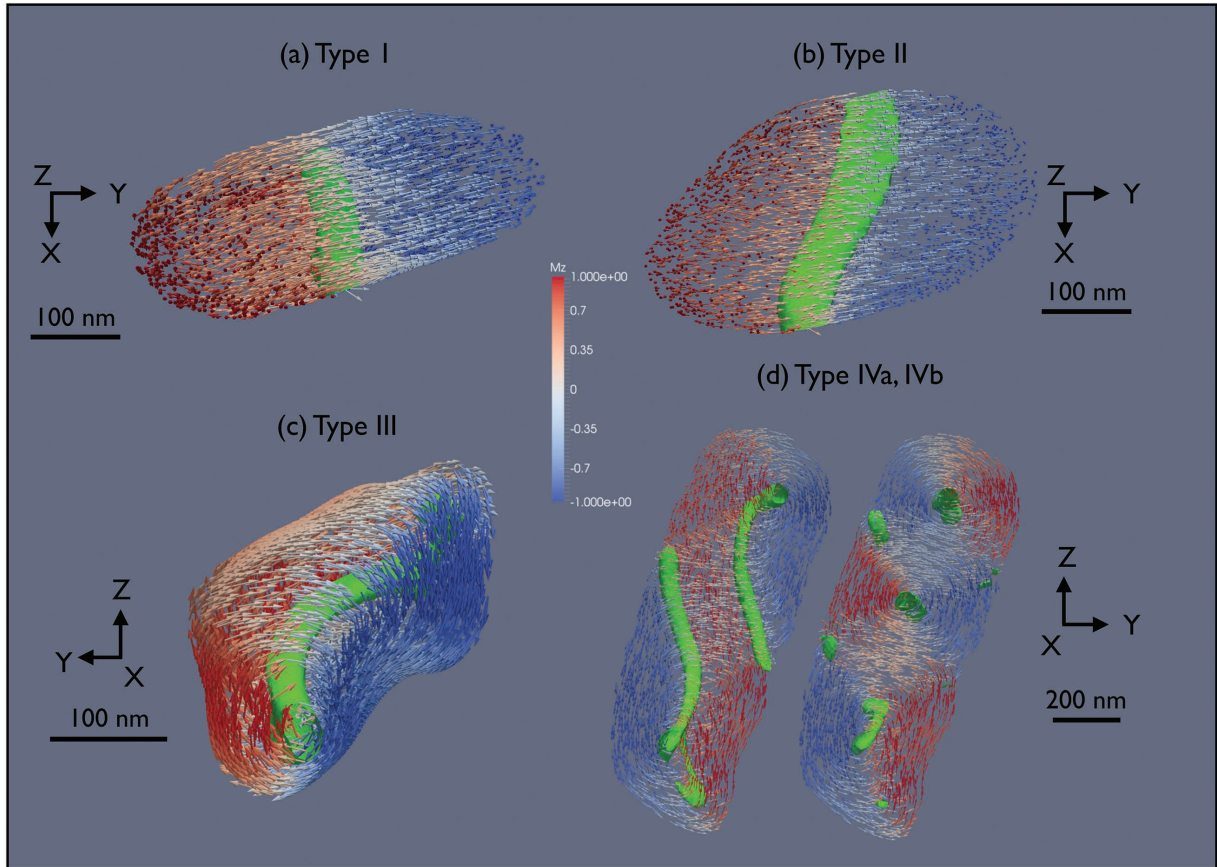 (a) Type I
(b) Type II
Z
Y
X
100 nm
Z
Y
X
100 nm
Mz
1.000e+00
0.7
0.35
0
-0.35
-0.7
-1.000e+00
(c) Type III
(d) Type IVa, IVb
Z
Y
X
100 nm
Z
X
Y
200 nm